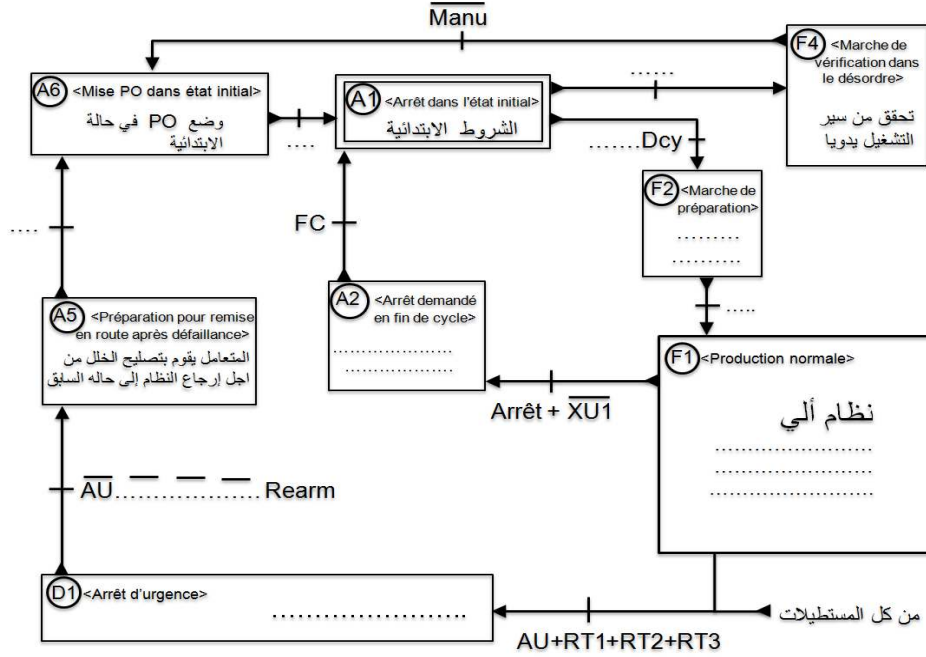 M̅a̅n̅u̅
A6 <Mise PO dans état initial>
وضع PO في حالة
الابتدائية
....
A1 <Arrêt dans l'état initial>
الشروط الابتدائية
......
F4 <Marche de
vérification dans
le désordre>
تحقق من سير
التشغيل يدويا
.......Dcy
F2 <Marche de
préparation>
.........
..........
FC
....
A5 <Préparation pour remise
en route après défaillance>
المتعامل يقوم بتصليح الخلل من
اجل إرجاع النظام إلى حاله السابق
A2 <Arrêt demandé
en fin de cycle>
....................
..................
.....
F1 <Production normale>
نظام ألي
.......................
.......................
........................
Arrêt + X̅U̅1̅
A̅U̅.................... Rearm
D1 <Arrêt d'urgence>
........................
من كل المستطيلات
AU+RT1+RT2+RT3